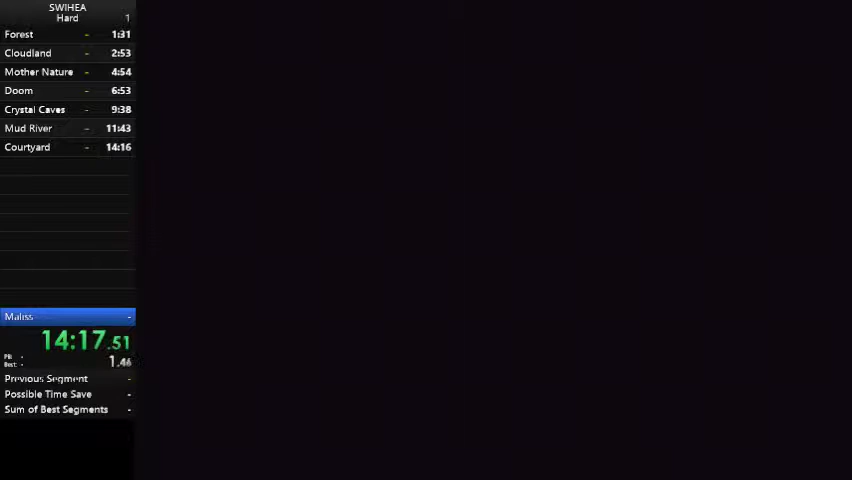 SWIHEA
Hard 1
Forest - 1:31
Cloudland - 2:53
Mother Nature - 4:54
Doom - 6:53
Crystal Caves - 9:38
Mud River - 11:43
Courtyard - 14:16
Maliss -
14:17.51
PB: -
Best: - 1.46
Previous Segment -
Possible Time Save -
Sum of Best Segments -